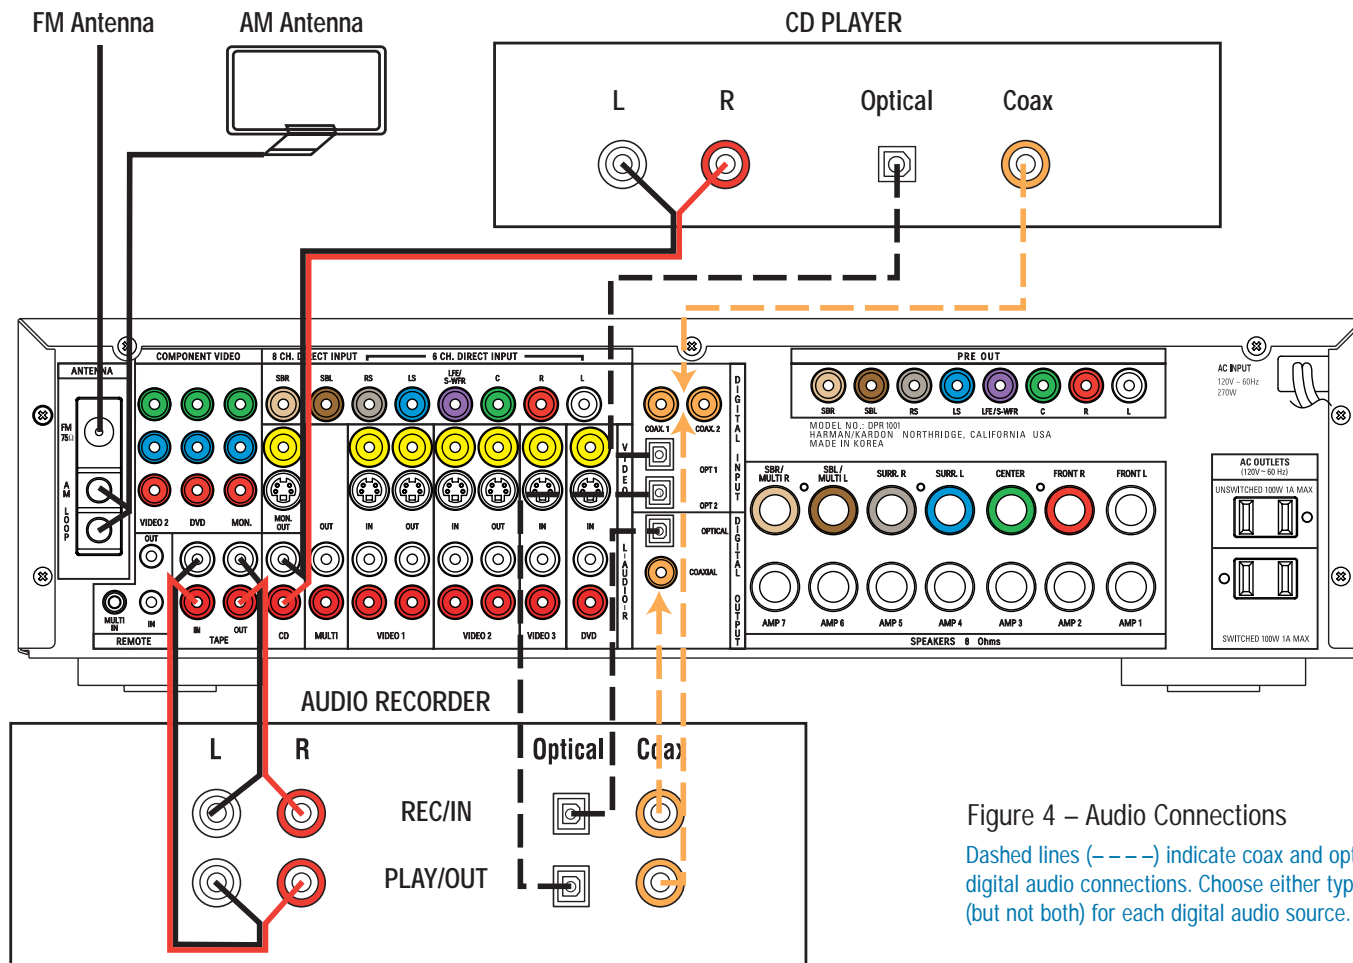 FM Antenna
AM Antenna
CD PLAYER
L R Optical Coax
ANTENNA
FM
75Ω
AM LOOP
COMPONENT VIDEO
8 CH. DIRECT INPUT
6 CH. DIRECT INPUT
SBR SBL RS LS LFE/
S-WFR C R L
VIDEO 2 DVD MON.
MON.
OUT
OUT IN OUT IN OUT IN IN
VIDEO
L-AUDIO-R
OUT
MULTI
IN
IN
REMOTE
IN OUT
TAPE
CD MULTI VIDEO 1 VIDEO 2 VIDEO 3 DVD
COAX. 1 COAX. 2
OPT 1
OPT 2
DIGITAL INPUT
OPTICAL
COAXIAL
DIGITAL OUTPUT
PRE OUT
SBR SBL RS LS LFE/S-WFR C R L
MODEL NO.: DPR 1001
HARMAN/KARDON NORTHRIDGE, CALIFORNIA USA
MADE IN KOREA
SBR/
MULTI R
SBL/
MULTI L
SURR. R SURR. L CENTER FRONT R FRONT L
AMP 7 AMP 6 AMP 5 AMP 4 AMP 3 AMP 2 AMP 1
SPEAKERS 8 Ohms
AC INPUT
120V ~ 60Hz
270W
AC OUTLETS
(120V~ 60 Hz)
UNSWITCHED 100W 1A MAX
SWITCHED 100W 1A MAX
AUDIO RECORDER
L R Optical Coax
REC/IN
PLAY/OUT
Figure 4 – Audio Connections
Dashed lines (– – – –) indicate coax and opt
digital audio connections. Choose either typ
(but not both) for each digital audio source.